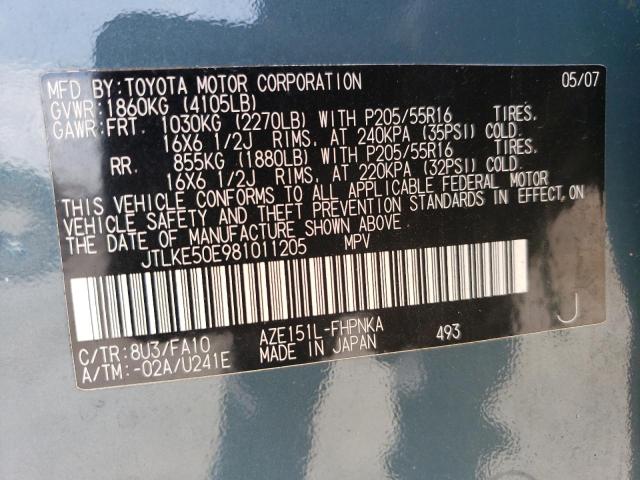 MFD BY: TOYOTA MOTOR CORPORATION 05/07
GVWR: 1860KG (4105LB)
GAWR: FRT. 1030KG (2270LB) WITH P205/55R16 TIRES.
16X6 1/2J RIMS. AT 240KPA (35PSI) COLD.
RR. 855KG (1880LB) WITH P205/55R16 TIRES.
16X6 1/2J RIMS. AT 220KPA (32PSI) COLD.
THIS VEHICLE CONFORMS TO ALL APPLICABLE FEDERAL MOTOR
VEHICLE SAFETY AND THEFT PREVENTION STANDARDS IN EFFECT ON
THE DATE OF MANUFACTURE SHOWN ABOVE.
JTLKE50E981011205 MPV
C/TR: 8U3/FA10 AZE151L-FHPNKA 493 J
A/TM: -02A/U241E MADE IN JAPAN